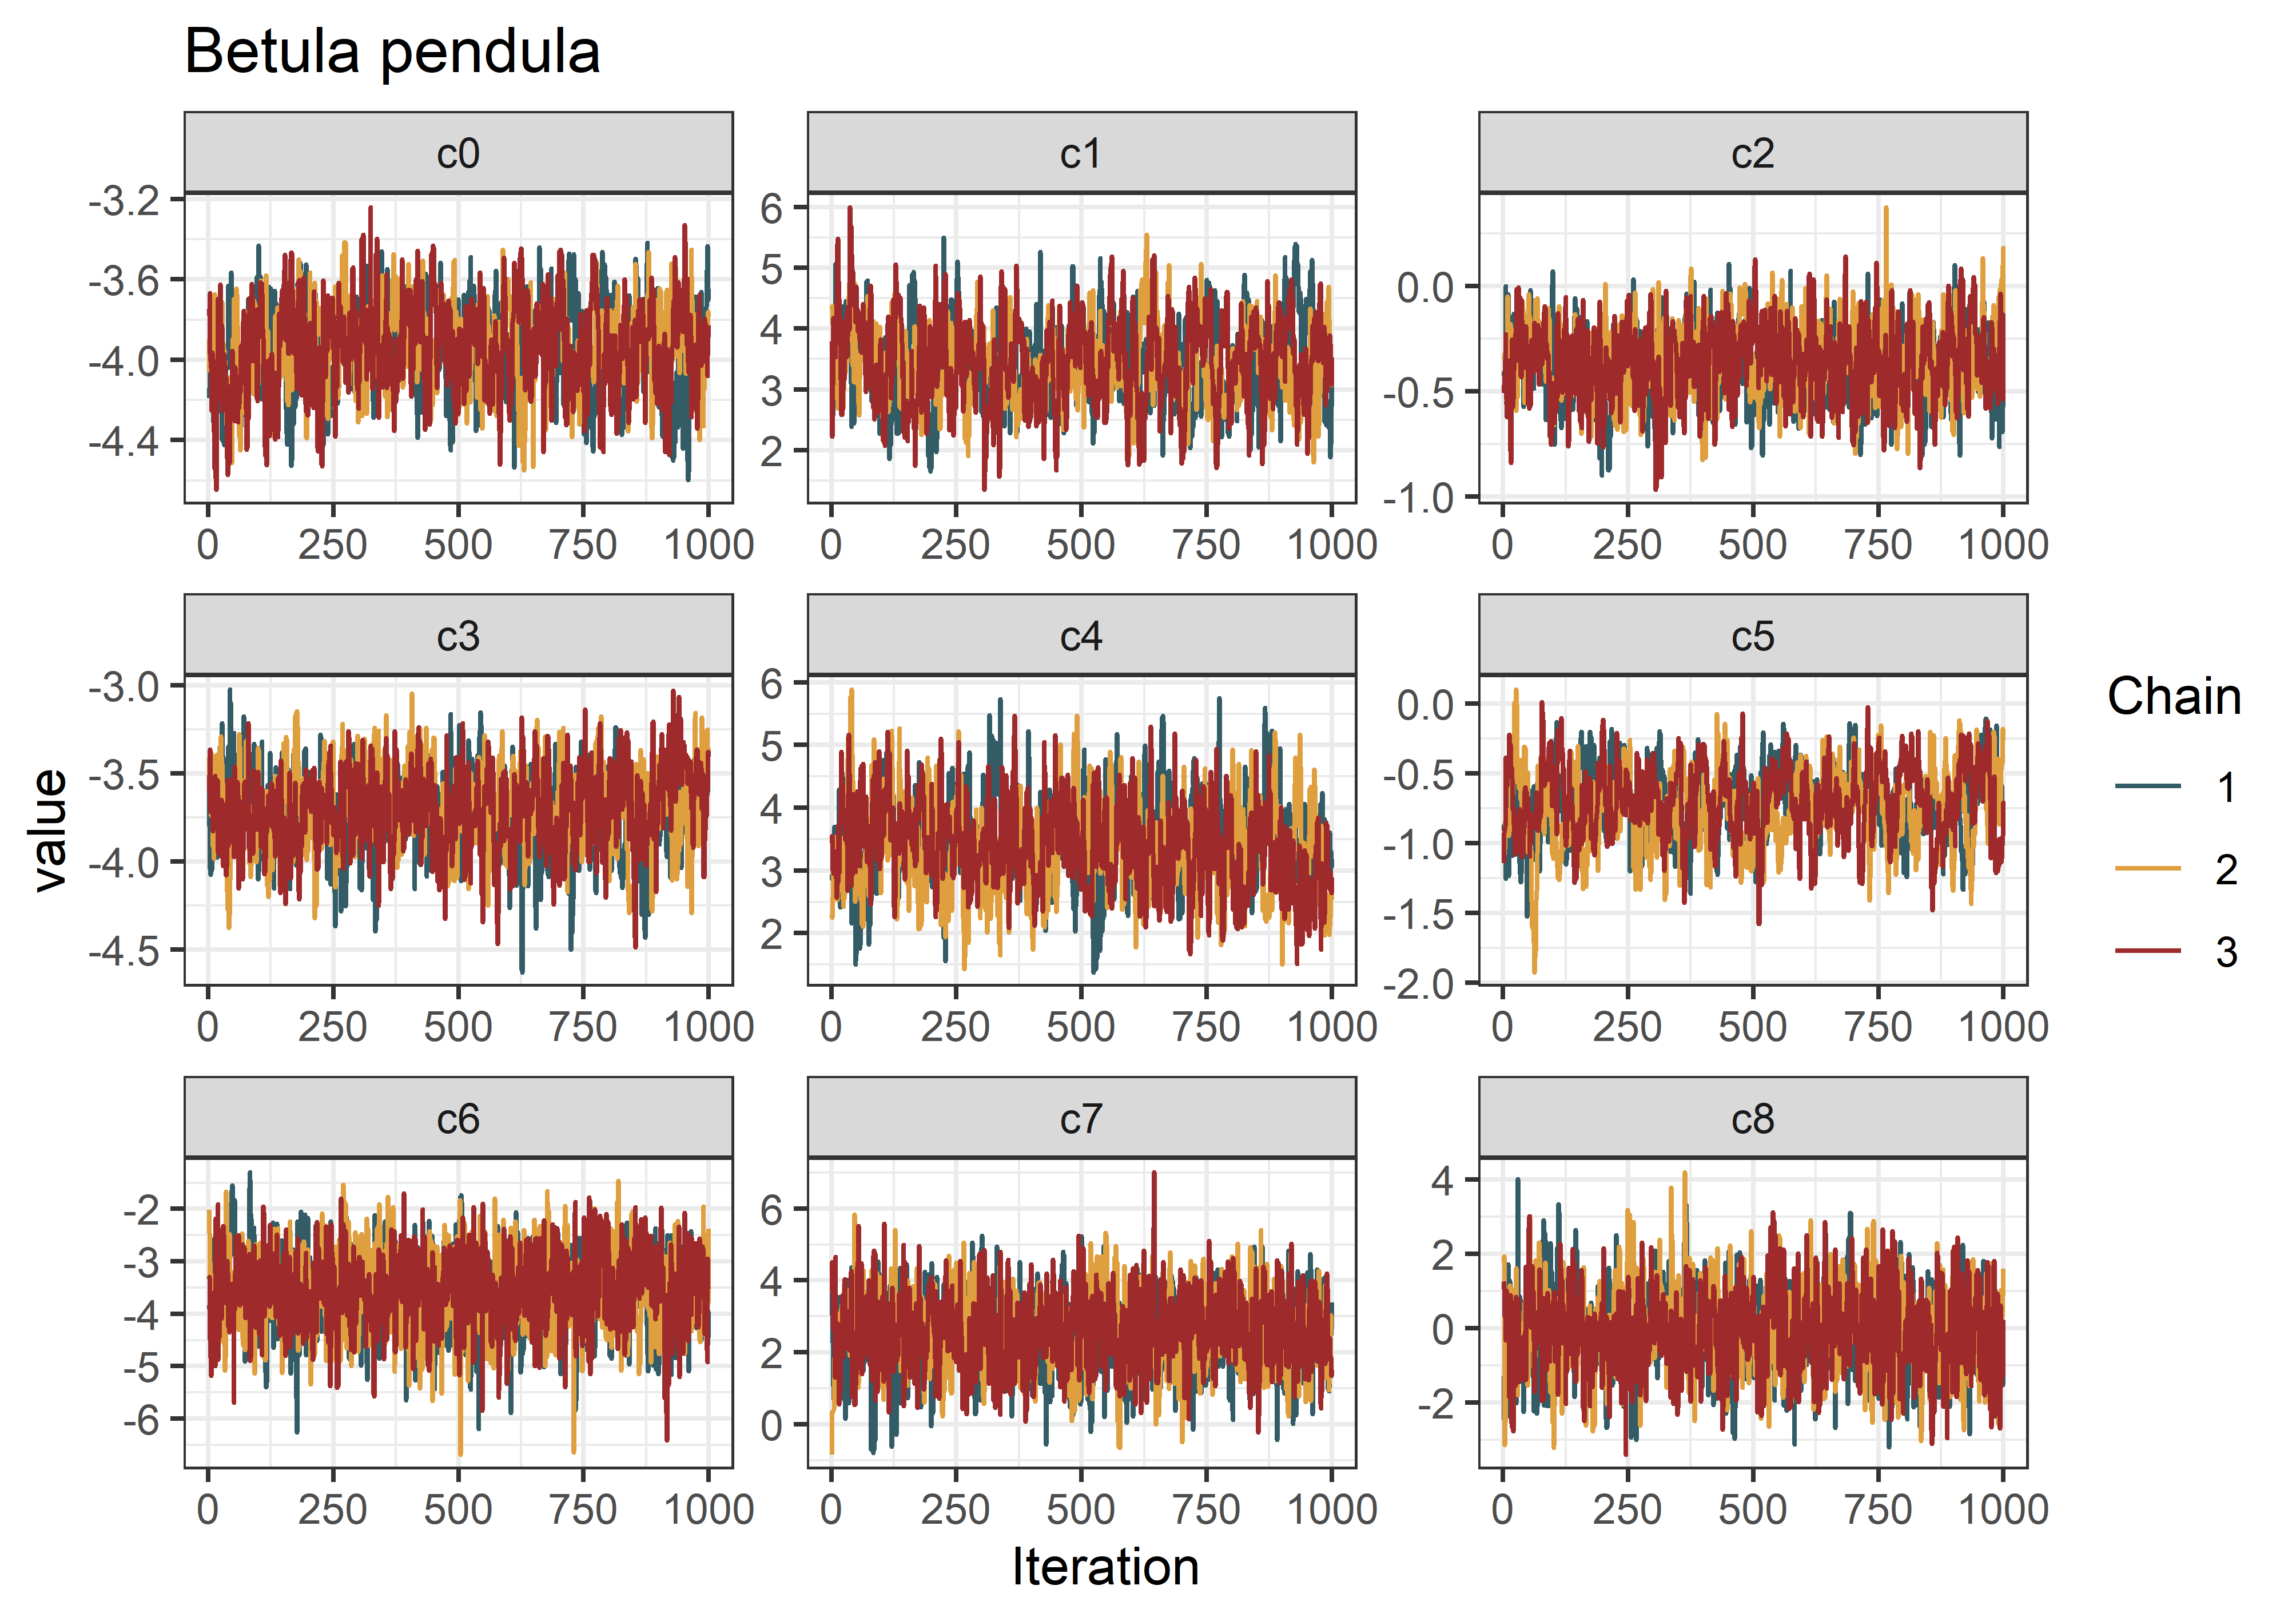 Betula pendula
c0 c1 c2
-3.2 -3.6 -4.0 -4.4
6 5 4 3 2
0.0 -0.5 -1.0
0 250 500 750 1000 0 250 500 750 1000 0 250 500 750 1000
c3 c4 c5
-3.0 -3.5 -4.0 -4.5
6 5 4 3 2
0.0 -0.5 -1.0 -1.5 -2.0
0 250 500 750 1000 0 250 500 750 1000 0 250 500 750 1000
c6 c7 c8
-2 -3 -4 -5 -6
6 4 2 0
4 2 0 -2
0 250 500 750 1000 0 250 500 750 1000 0 250 500 750 1000
value
Iteration
Chain
1
2
3